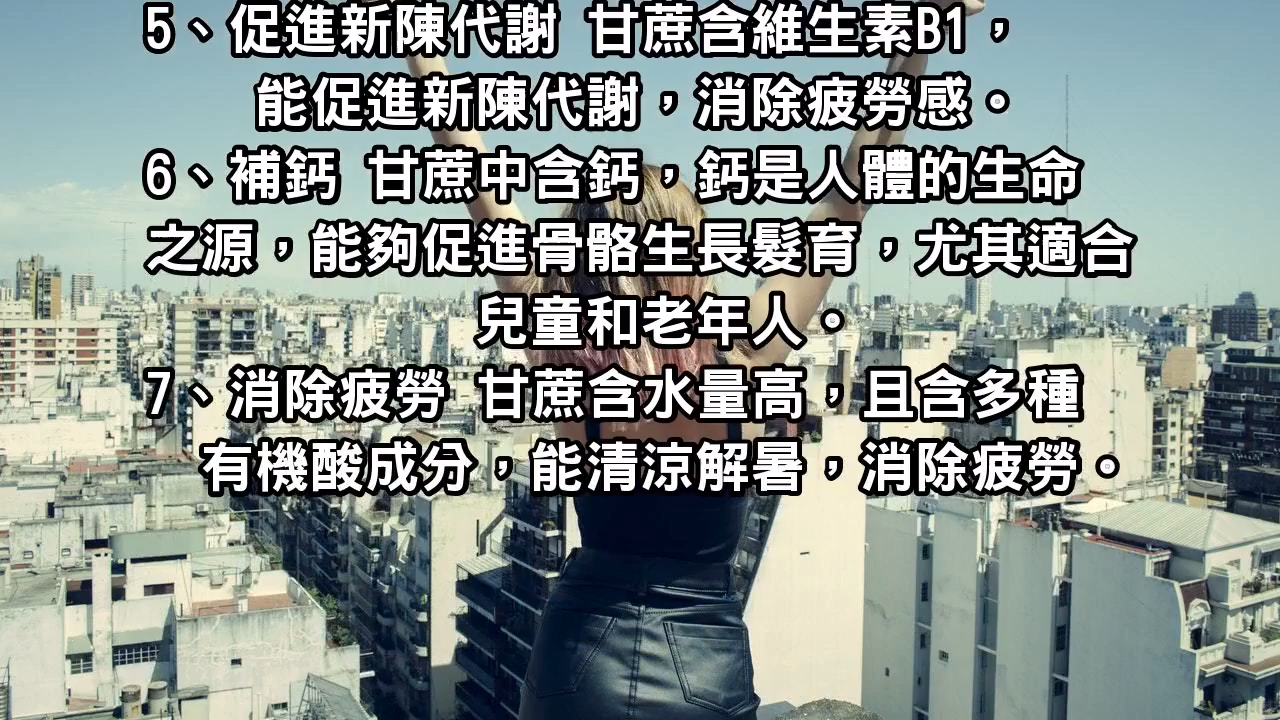 5、促進新陳代謝 甘蔗含維生素B1，
能促進新陳代謝，消除疲勞感。
6、補鈣 甘蔗中含鈣，鈣是人體的生命
之源，能夠促進骨骼生長髮育，尤其適合
兒童和老年人。
7、消除疲勞 甘蔗含水量高，且含多種
有機酸成分，能清涼解暑，消除疲勞。